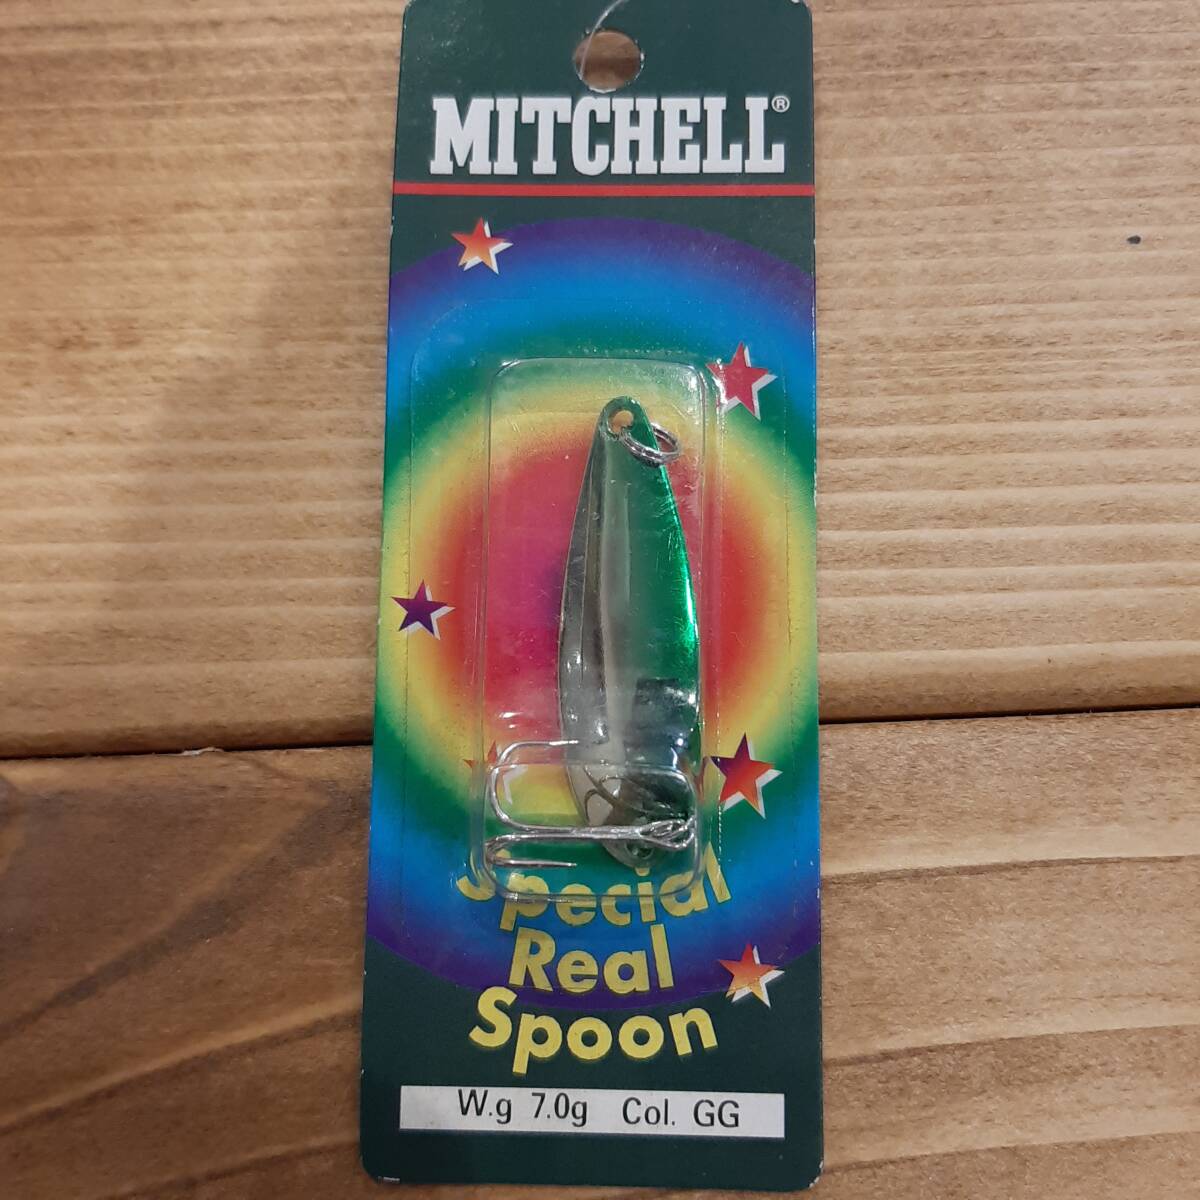 MITCHELL®
Special
Real
Spoon
W.g 7.0g Col. GG